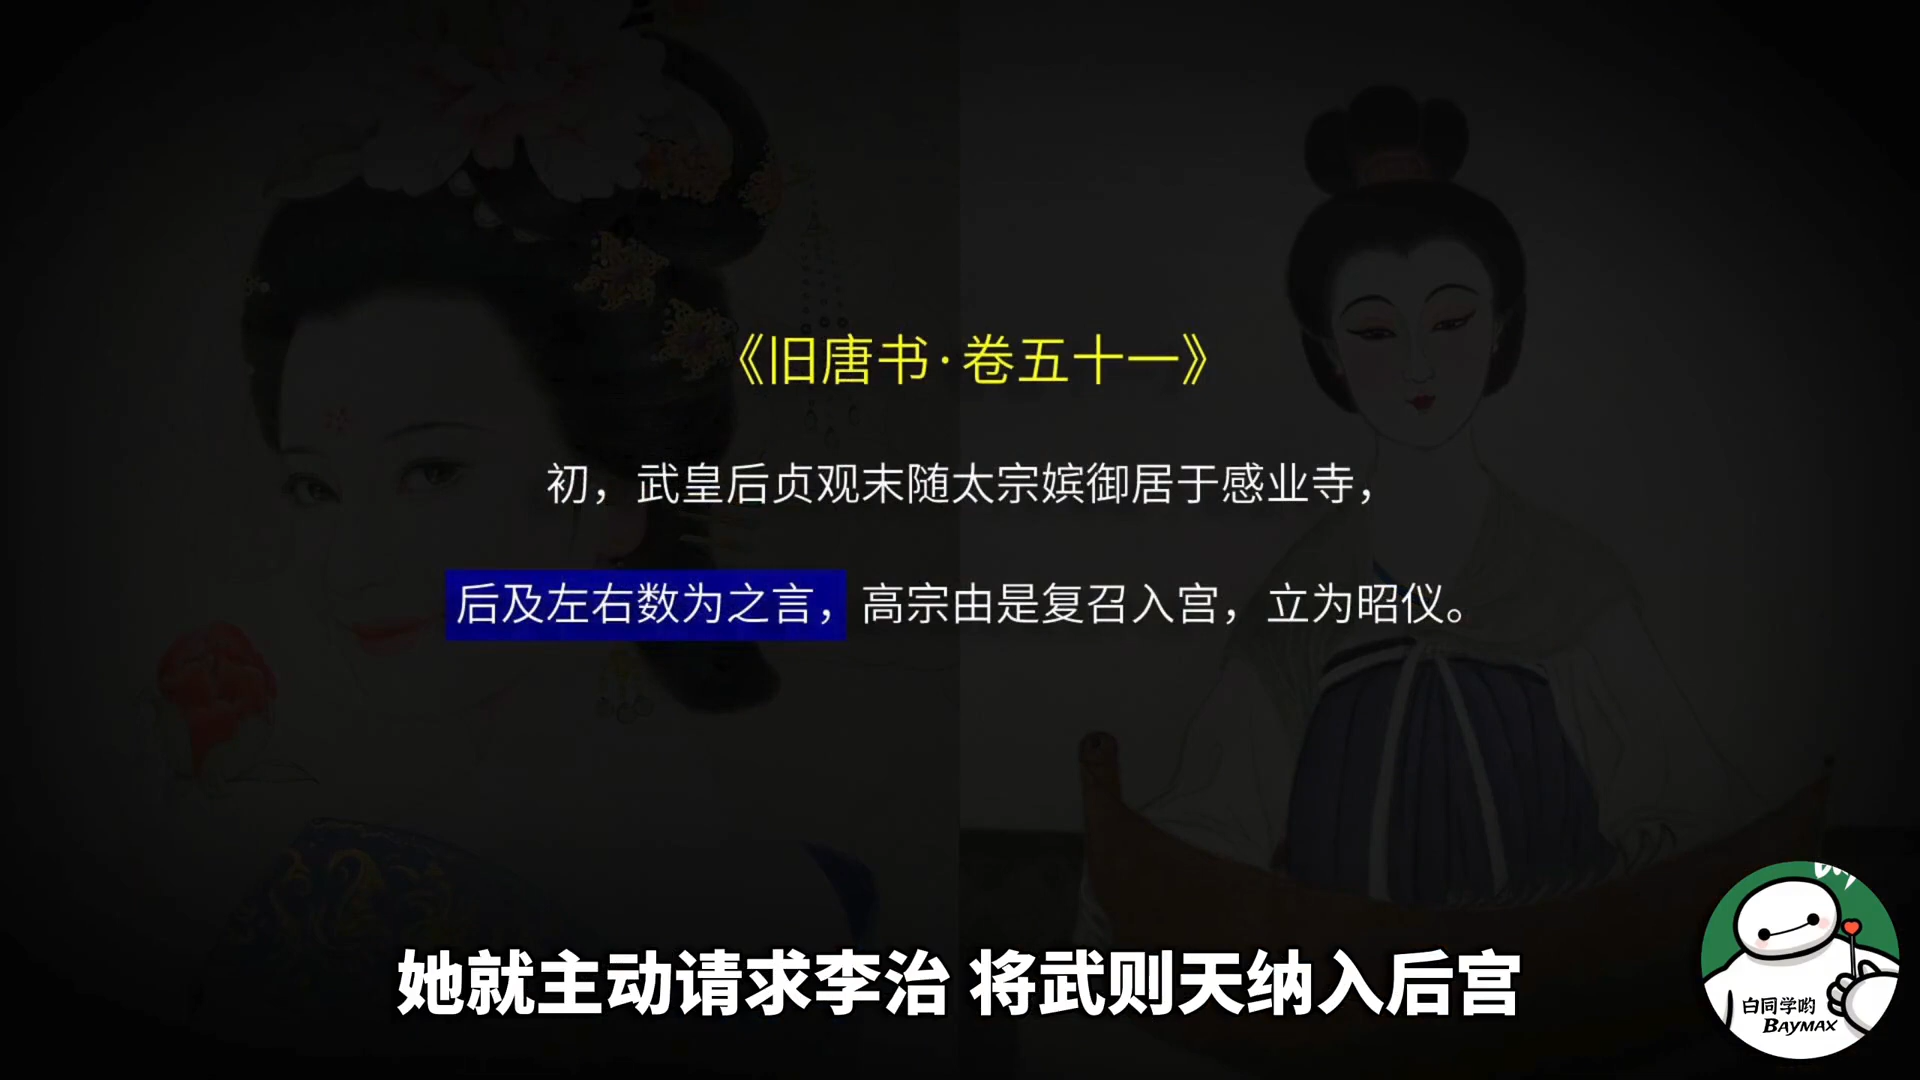 《旧唐书·卷五十一》
初，武皇后贞观末随太宗嫔御居于感业寺，
后及左右数为之言，高宗由是复召入宫，立为昭仪。
她就主动请求李治 将武则天纳入后宫
白同学哟
BAYMAX